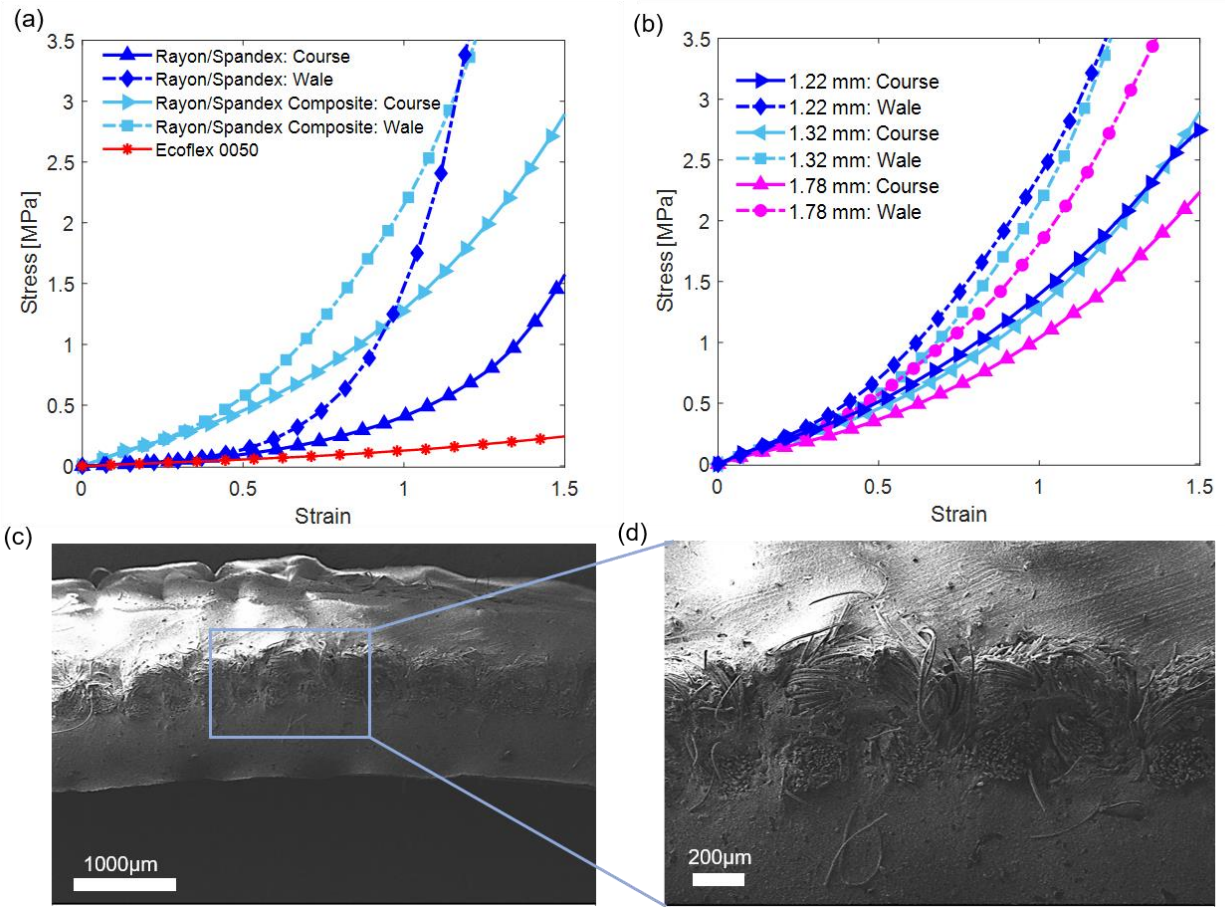 (a)
3.5
3
2.5
2
1.5
1
0.5
0
Stress [MPa]
Rayon/Spandex: Course
Rayon/Spandex: Wale
Rayon/Spandex Composite: Course
Rayon/Spandex Composite: Wale
Ecoflex 0050
0 0.5 1 1.5
Strain
(b)
3.5
3
2.5
2
1.5
1
0.5
0
Stress [MPa]
1.22 mm: Course
1.22 mm: Wale
1.32 mm: Course
1.32 mm: Wale
1.78 mm: Course
1.78 mm: Wale
0 0.5 1 1.5
Strain
(c)
1000μm
(d)
200μm